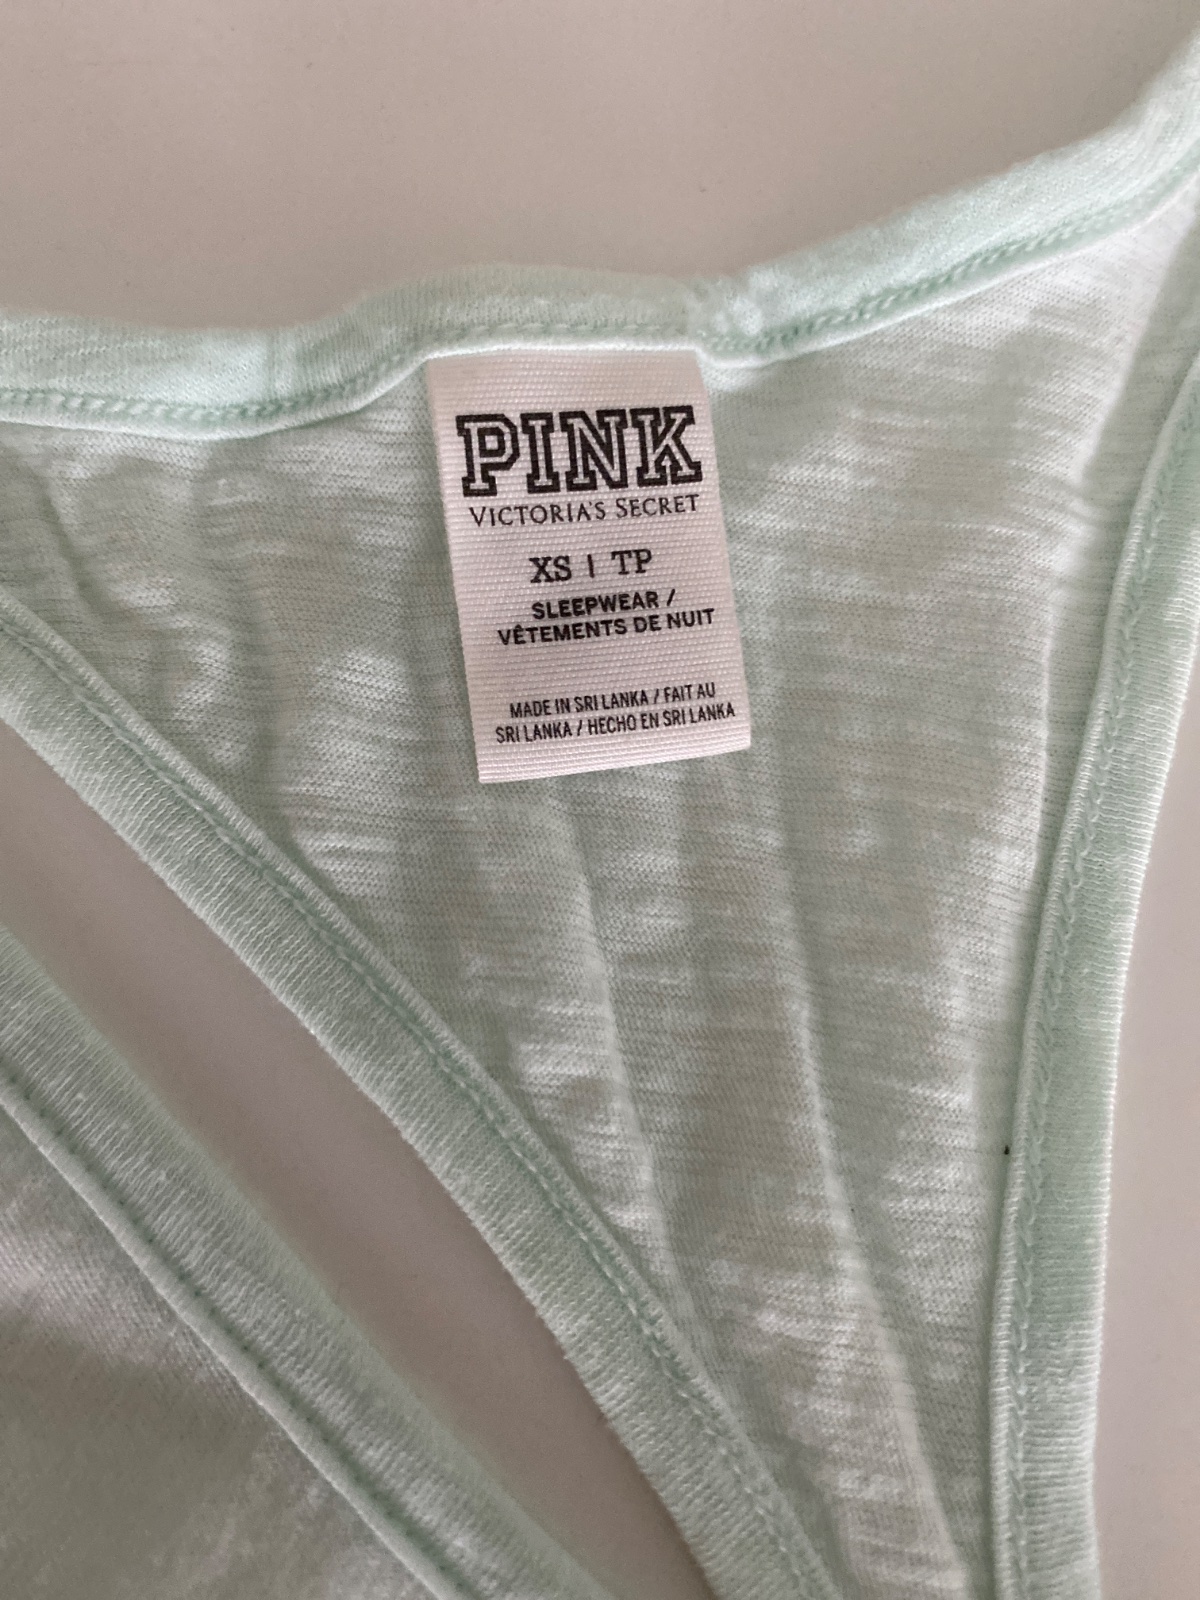 PINK
VICTORIA'S SECRET
XS | TP
SLEEPWEAR /
VÊTEMENTS DE NUIT
MADE IN SRI LANKA / FAIT AU
SRI LANKA / HECHO EN SRI LANKA